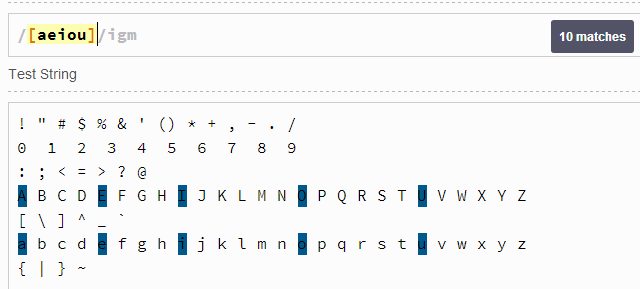 /[aeiou]/igm
10 matches
Test String
! " # $ % & ' () * + , - . /
0 1 2 3 4 5 6 7 8 9
: ; < = > ? @
A B C D E F G H I J K L M N O P Q R S T U V W X Y Z
[ \ ] ^ _ `
a b c d e f g h i j k l m n o p q r s t u v w x y z
{ | } ~